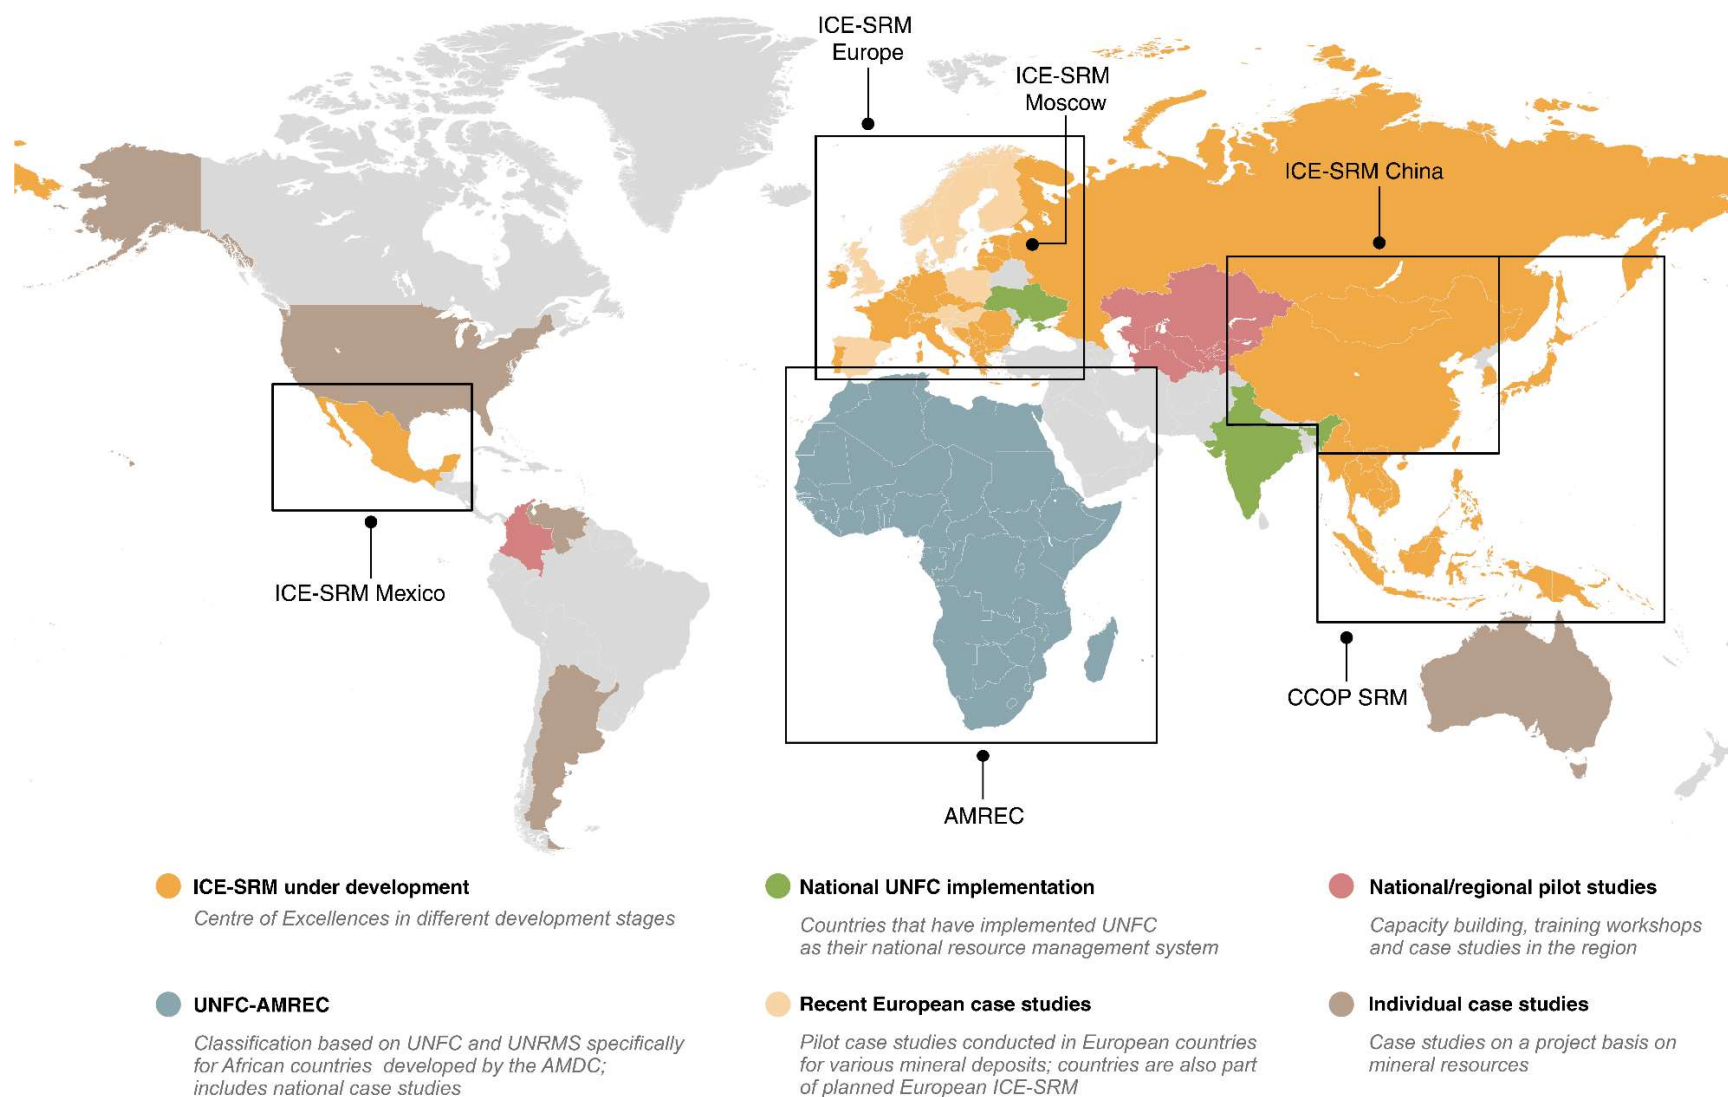 ICE-SRM
Europe
ICE-SRM
Moscow
ICE-SRM China
ICE-SRM Mexico
CCOP SRM
AMREC
ICE-SRM under development
Centre of Excellences in different development stages
National UNFC implementation
Countries that have implemented UNFC
as their national resource management system
National/regional pilot studies
Capacity building, training workshops
and case studies in the region
UNFC-AMREC
Classification based on UNFC and UNRMS specifically
for African countries developed by the AMDC;
includes national case studies
Recent European case studies
Pilot case studies conducted in European countries
for various mineral deposits; countries are also part
of planned European ICE-SRM
Individual case studies
Case studies on a project basis on
mineral resources